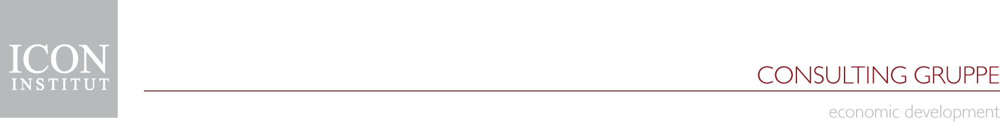 ICON
INSTITUT
CONSULTING GRUPPE
economic development